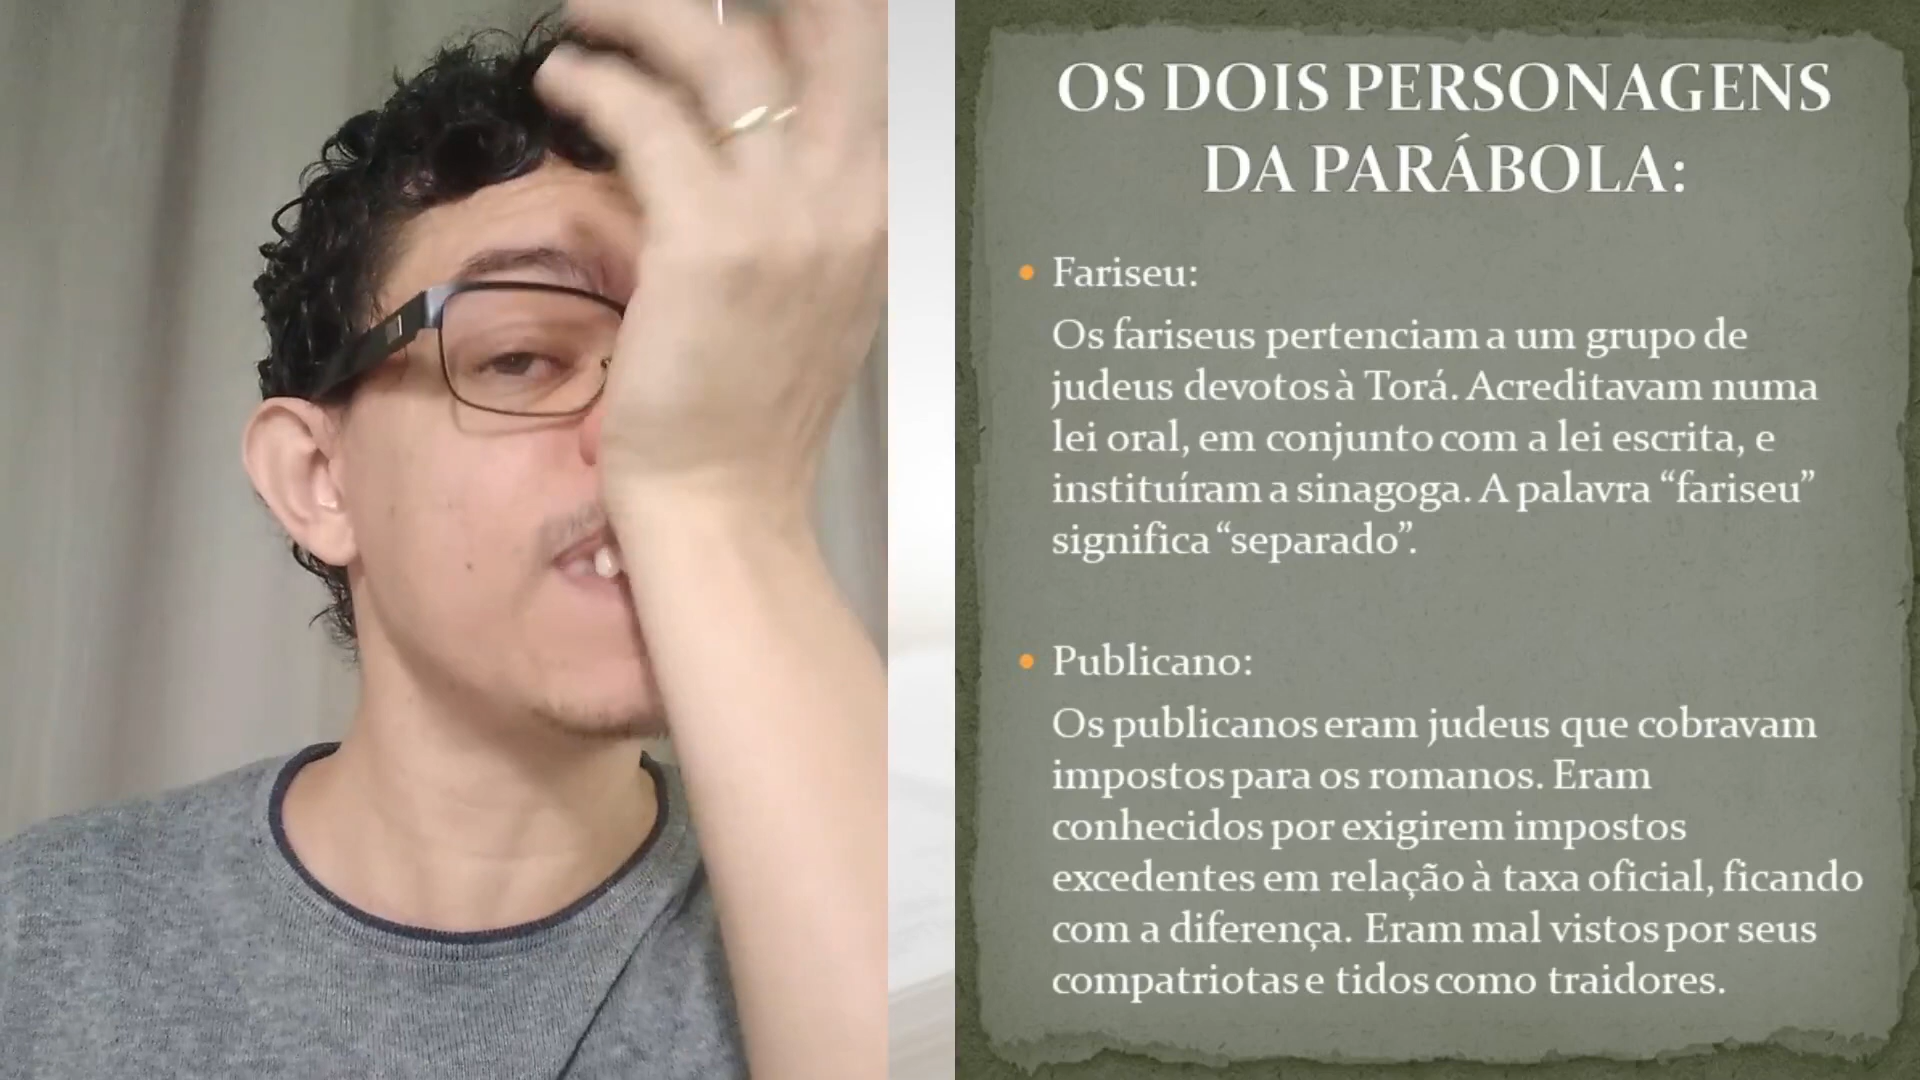 OS DOIS PERSONAGENS
DA PARÁBOLA:
• Fariseu:
Os fariseus pertenciam a um grupo de
judeus devotos à Torá. Acreditavam numa
lei oral, em conjunto com a lei escrita, e
instituíram a sinagoga. A palavra “fariseu”
significa “separado”.
• Publicano:
Os publicanos eram judeus que cobravam
impostos para os romanos. Eram
conhecidos por exigirem impostos
excedentes em relação à taxa oficial, ficando
com a diferença. Eram mal vistos por seus
compatriotas e tidos como traidores.